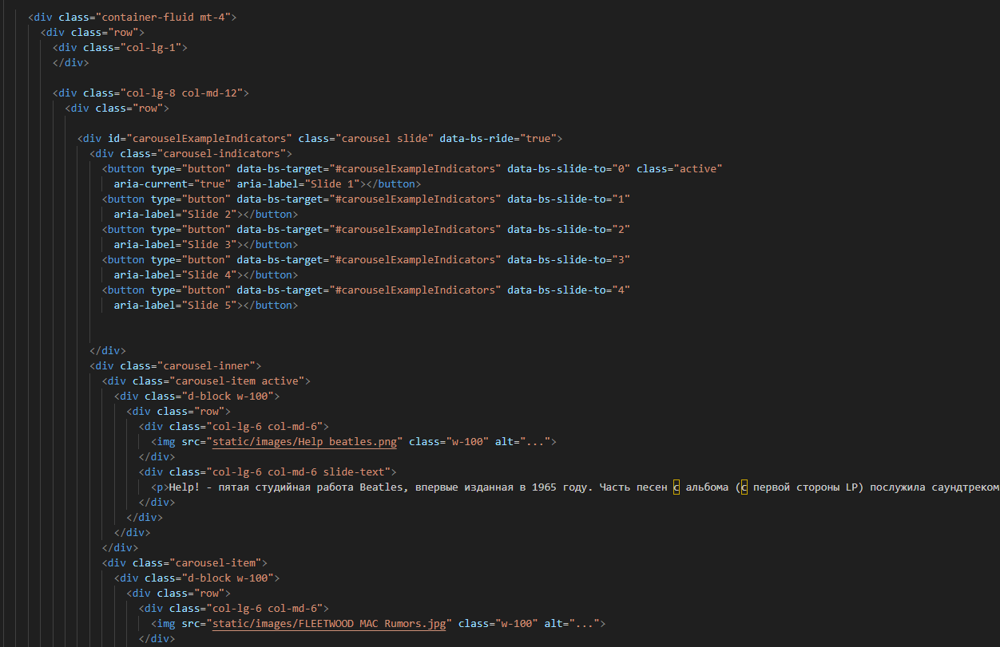 <div class="container-fluid mt-4">
<div class="row">
<div class="col-lg-1">
</div>
<div class="col-lg-8 col-md-12">
<div class="row">
<div id="carouselExampleIndicators" class="carousel slide" data-bs-ride="true">
<div class="carousel-indicators">
<button type="button" data-bs-target="#carouselExampleIndicators" data-bs-slide-to="0" class="active"
aria-current="true" aria-label="Slide 1"></button>
<button type="button" data-bs-target="#carouselExampleIndicators" data-bs-slide-to="1"
aria-label="Slide 2"></button>
<button type="button" data-bs-target="#carouselExampleIndicators" data-bs-slide-to="2"
aria-label="Slide 3"></button>
<button type="button" data-bs-target="#carouselExampleIndicators" data-bs-slide-to="3"
aria-label="Slide 4"></button>
<button type="button" data-bs-target="#carouselExampleIndicators" data-bs-slide-to="4"
aria-label="Slide 5"></button>
</div>
<div class="carousel-inner">
<div class="carousel-item active">
<div class="d-block w-100">
<div class="row">
<div class="col-lg-6 col-md-6">
<img src="static/images/Help beatles.png" class="w-100" alt="...">
</div>
<div class="col-lg-6 col-md-6 slide-text">
<p>Help! - пятая студийная работа Beatles, впервые изданная в 1965 году. Часть песен с альбома (с первой стороны LP) послужила саундтреком
</div>
</div>
</div>
</div>
<div class="carousel-item">
<div class="d-block w-100">
<div class="row">
<div class="col-lg-6 col-md-6">
<img src="static/images/FLEETWOOD MAC Rumors.jpg" class="w-100" alt="...">
</div>